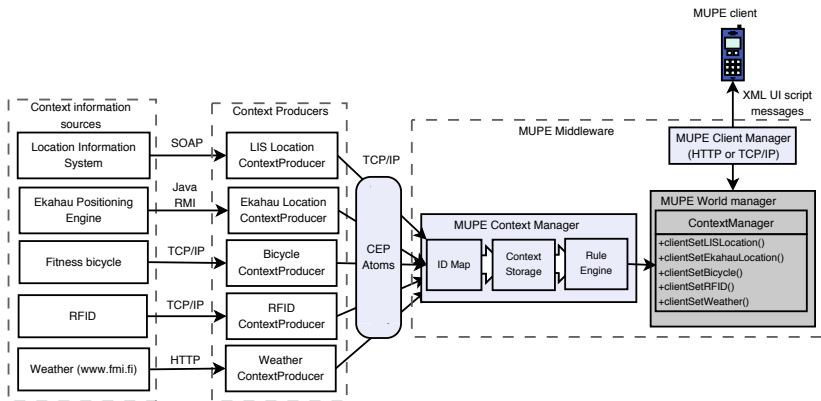 MUPE client
XML UI script
messages
Context information
sources
Context Producers
MUPE Middleware
MUPE Client Manager
(HTTP or TCP/IP)
Location Information
System
SOAP
LIS Location
ContextProducer
TCP/IP
Ekahau Positioning
Engine
Java
RMI
Ekahau Location
ContextProducer
Fitness bicycle
TCP/IP
Bicycle
ContextProducer
RFID
TCP/IP
RFID
ContextProducer
Weather (www.fmi.fi)
HTTP
Weather
ContextProducer
CEP
Atoms
MUPE Context Manager
ID Map
Context
Storage
Rule
Engine
MUPE World manager
ContextManager
+clientSetLISLocation()
+clientSetEkahauLocation()
+clientSetBicycle()
+clientSetRFID()
+clientSetWeather()